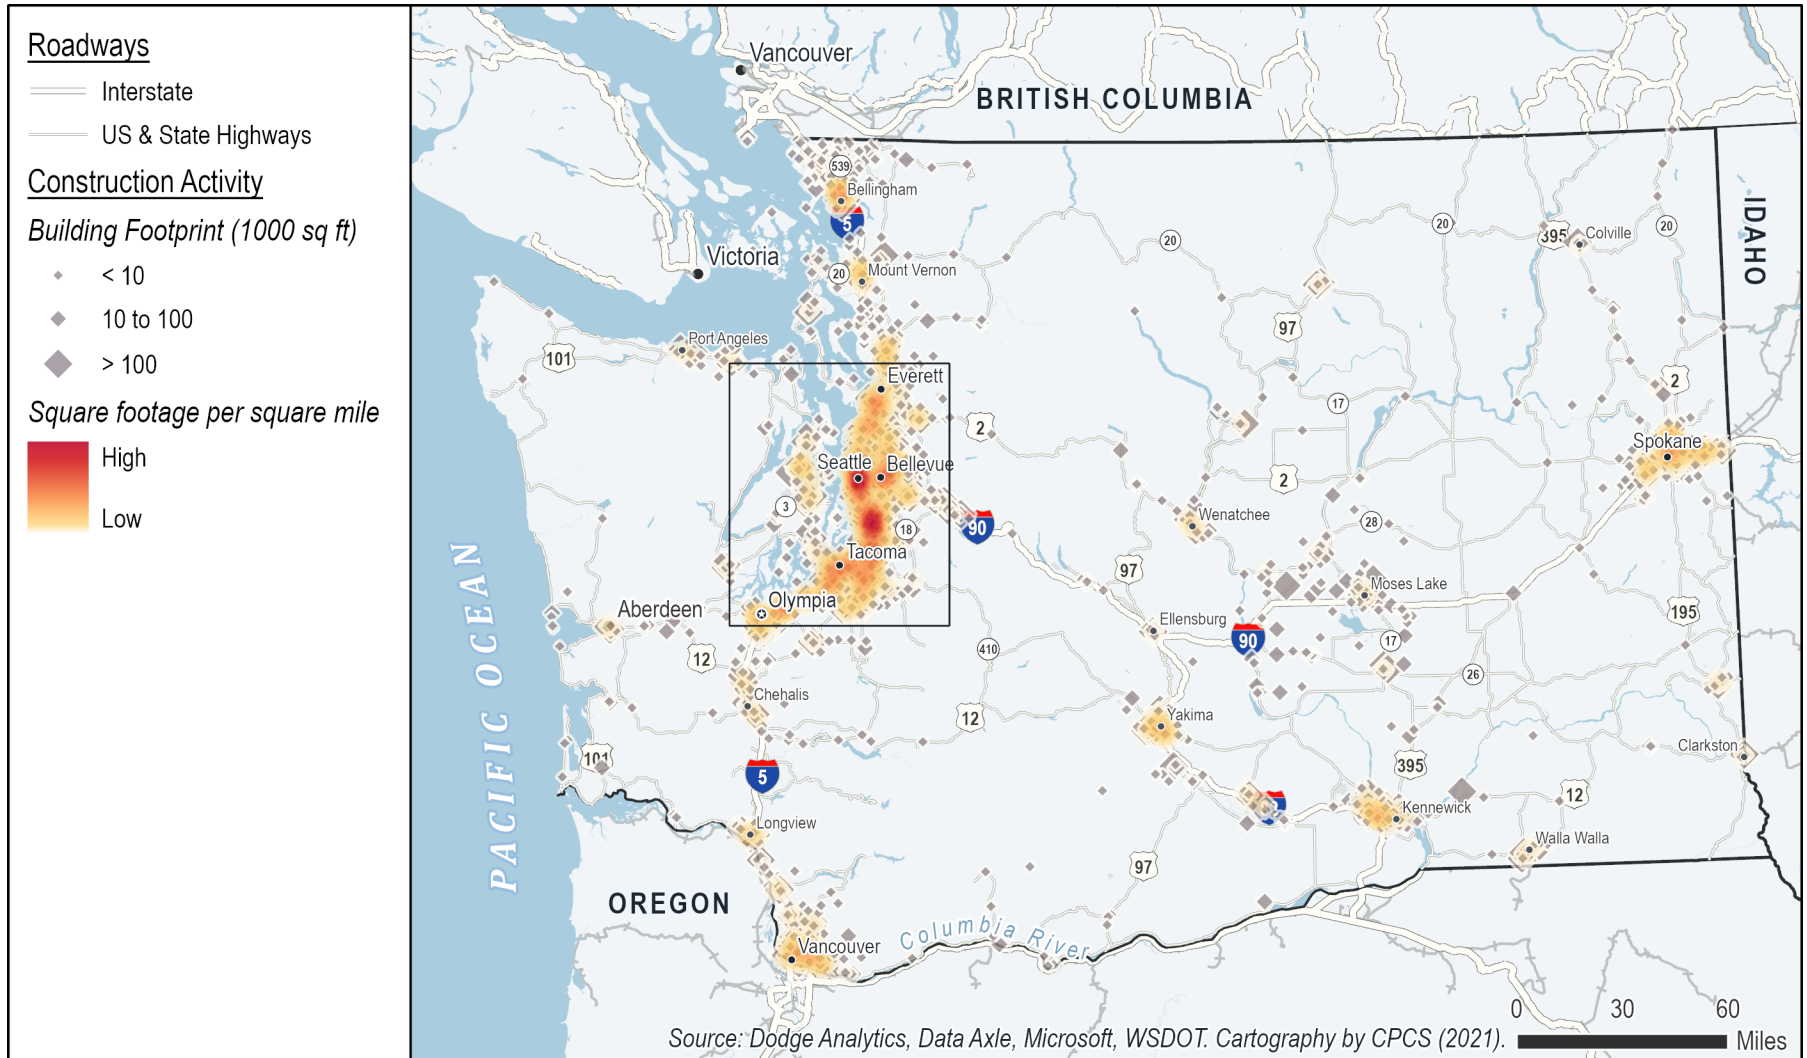 Roadways
Interstate
US & State Highways
Construction Activity
Building Footprint (1000 sq ft)
< 10
10 to 100
> 100
Square footage per square mile
High
Low
Vancouver
BRITISH COLUMBIA
539
Bellingham
5
IDAHO
20
20
20
395
Colville
Victoria
20
Mount Vernon
97
Port Angeles
101
Everett
2
17
2
Seattle
Bellevue
Spokane
2
3
18
90
Wenatchee
28
Tacoma
97
Moses Lake
Olympia
Aberdeen
Ellensburg
90
17
195
12
410
26
Chehalis
12
Yakima
Clarkston
101
5
395
12
Kennewick
Longview
Walla Walla
97
PACIFIC OCEAN
OREGON
Columbia River
Vancouver
0 30 60
Source: Dodge Analytics, Data Axle, Microsoft, WSDOT. Cartography by CPCS (2021).
Miles